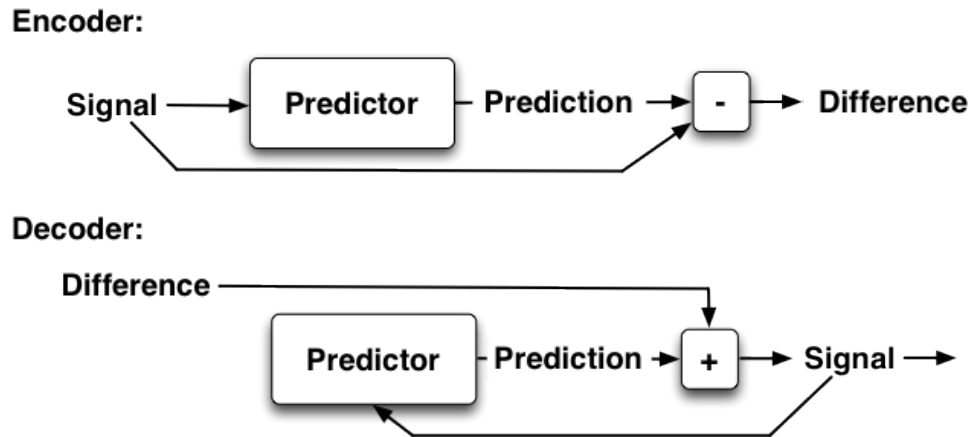 Encoder:
Signal Predictor Prediction - Difference
Decoder:
Difference
Predictor Prediction + Signal